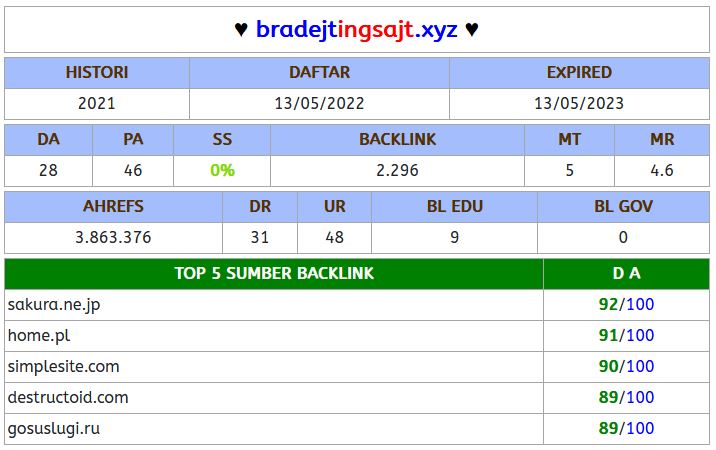 ♥ bradejtingsajt.xyz ♥
HISTORI DAFTAR EXPIRED
2021 13/05/2022 13/05/2023
DA PA SS BACKLINK MT MR
28 46 0% 2.296 5 4.6
AHREFS DR UR BL EDU BL GOV
3.863.376 31 48 9 0
TOP 5 SUMBER BACKLINK D A
sakura.ne.jp 92/100
home.pl 91/100
simplesite.com 90/100
destructoid.com 89/100
gosuslugi.ru 89/100